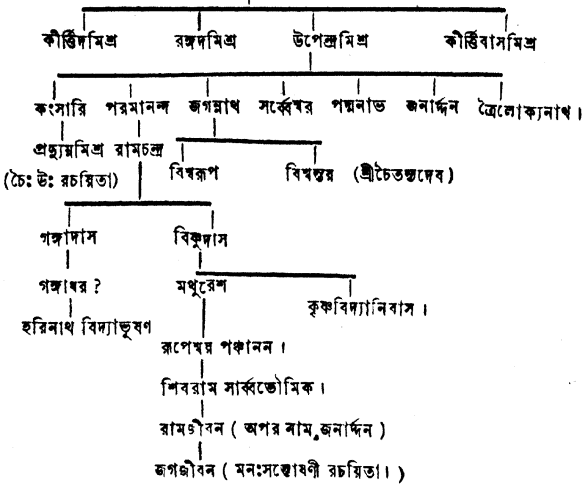 কীর্ত্তিদমিশ্র রঙ্গদমিশ্র উপেন্দ্রমিশ্র কীর্ত্তিবাসমিশ্র
কংসারি পরমানন্দ জগন্নাথ সর্ব্বেশ্বর পদ্মনাভ জনার্দ্দন ত্রৈলোক্যনাথ।
প্রদ্যুম্নমিশ্র রামচন্দ্র
(চৈঃ উঃ রচয়িতা) বিশ্বরূপ বিশ্বম্ভর (শ্রীচৈতন্যদেব)
গঙ্গাদাস বিষ্ণুদাস
গঙ্গাধর ? মথুরেশ
হরিনাথ বিদ্যাভূষণ কৃষ্ণবিদ্যানিবাস।
রূপেশ্বর পঞ্চানন।
শিবরাম সার্ব্বভৌমিক।
রামজীবন ( অপর নাম জনার্দ্দন )
জগজীবন ( মনঃসন্তোষণী রচয়িতা। )